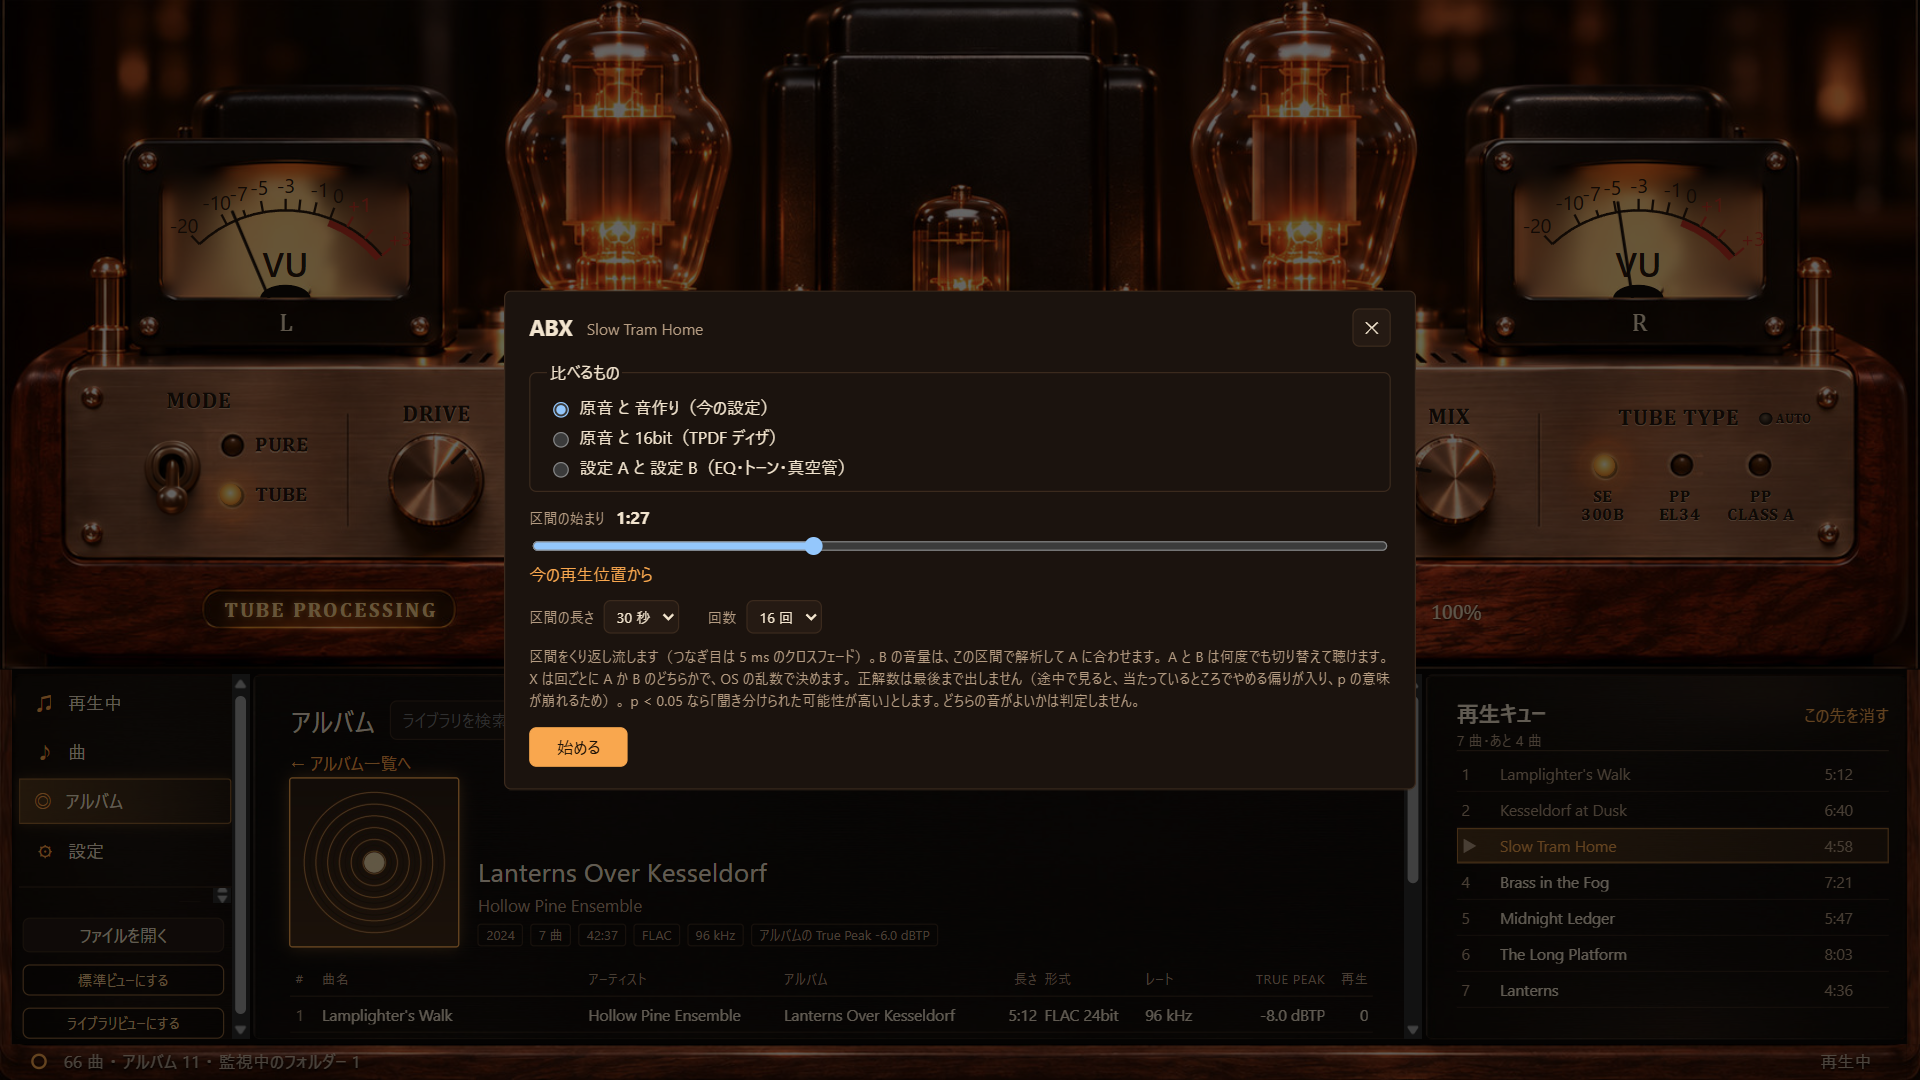 -20 -10 -7 -5 -3 -1 0 +1 +3
VU
L
-20 -10 -7 -5 -3 -1 0 +3
VU
R
MODE
PURE
TUBE
DRIVE
TUBE PROCESSING
MIX
100%
TUBE TYPE
AUTO
SE
300B
PP
EL34
PP
CLASS A
ABX Slow Tram Home
比べるもの
原音 と 音作り（今の設定）
原音 と 16bit（TPDF ディザ）
設定 A と 設定 B（EQ・トーン・真空管）
区間の始まり 1:27
今の再生位置から
区間の長さ 30 秒 回数 16 回
区間をくり返し流します（つなぎ目は 5 ms のクロスフェード）。B の音量は、この区間で解析して A に合わせます。A と B は何度でも切り替えて聴けます。
X は回ごとに A か B のどちらかで、OS の乱数で決めます。正解数は最後まで出しません（途中で見ると、当たっているところでやめる偏りが入り、p の意味
が崩れるため）。p < 0.05 なら「聞き分けられた可能性が高い」とします。どちらの音がよいかは判定しません。
始める
再生中
曲
アルバム
設定
ファイルを開く
標準ビューにする
ライブラリビューにする
アルバム ライブラリを検索
← アルバム一覧へ
Lanterns Over Kesseldorf
Hollow Pine Ensemble
2024 7 曲 42:37 FLAC 96 kHz アルバムの True Peak -6.0 dBTP
# 曲名 アーティスト アルバム 長さ 形式 レート TRUE PEAK 再生
1 Lamplighter's Walk Hollow Pine Ensemble Lanterns Over Kesseldorf 5:12 FLAC 24bit 96 kHz -8.0 dBTP 0
再生キュー この先を消す
7 曲・あと 4 曲
1 Lamplighter's Walk 5:12
2 Kesseldorf at Dusk 6:40
Slow Tram Home 4:58
4 Brass in the Fog 7:21
5 Midnight Ledger 5:47
6 The Long Platform 8:03
7 Lanterns 4:36
66 曲・アルバム 11・監視中のフォルダー 1
再生中